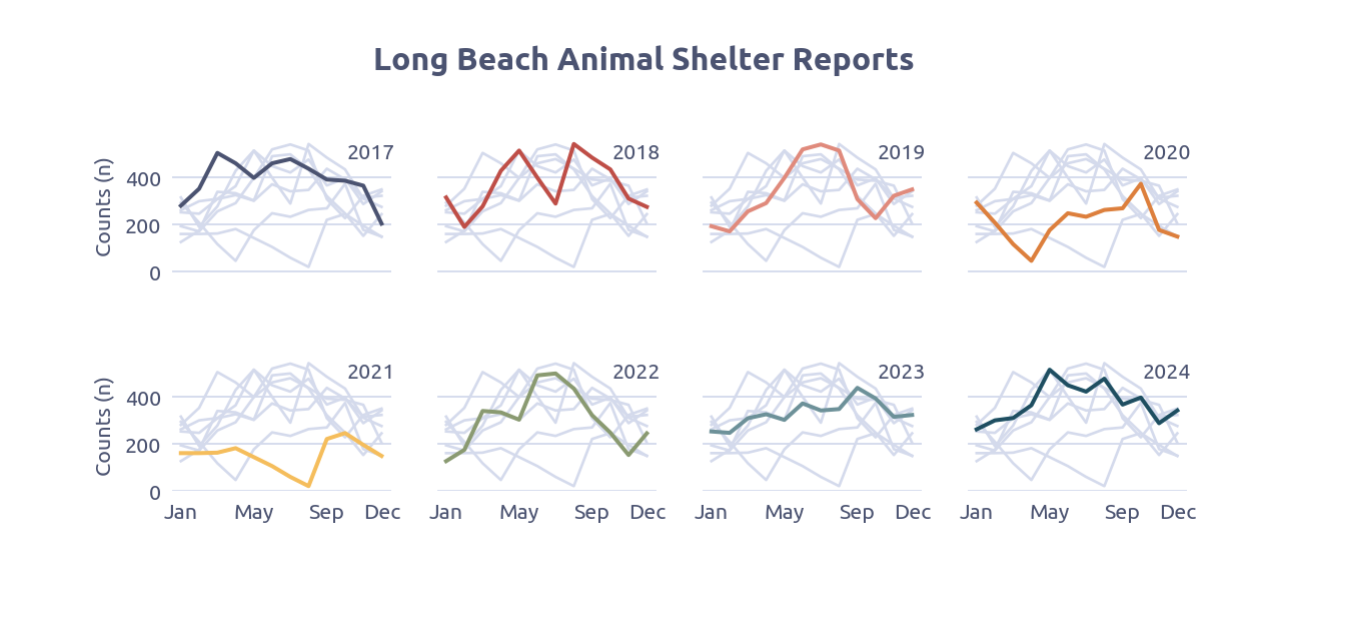 Long Beach Animal Shelter Reports
2017
2018
2019
2020
Counts (n)
400
200
0
2021
2022
2023
2024
Counts (n)
400
200
0
Jan May Sep Dec
Jan May Sep Dec
Jan May Sep Dec
Jan May Sep Dec